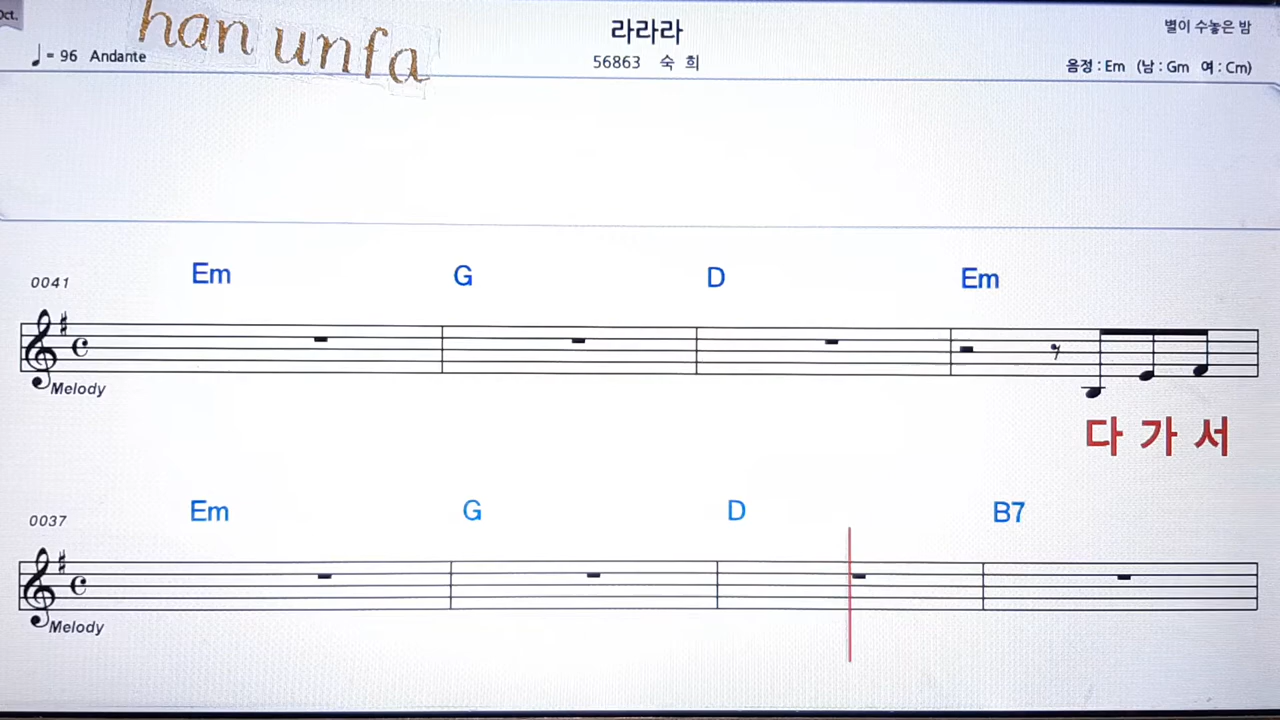 Oct.
han unfa
♩= 96 Andante
라라라
56863 숙 희
별이 수놓은 밤
음정 : Em (남 : Gm 여 : Cm)
0041
Em G D Em
Melody
다 가 서
0037
Em G D B7
Melody